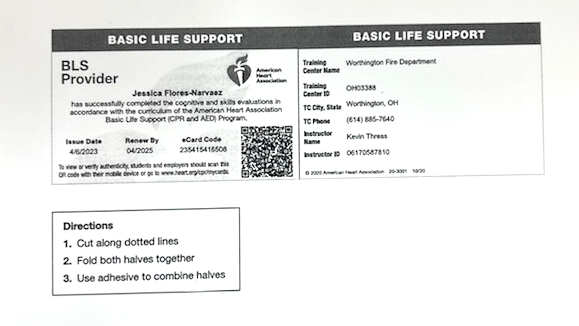 BASIC LIFE SUPPORT
BLS
Provider
American
Heart
Association
Jessica Flores-Narvaez
has successfully completed the cognitive and skills evaluations in
accordance with the curriculum of the American Heart Association
Basic Life Support (CPR and AED) Program.
Issue Date Renew By eCard Code
4/6/2023 04/2025 235415416508
To view or verify authenticity, students and employers should scan this
QR code with their mobile device or go to www.heart.org/cpr/mycards.
BASIC LIFE SUPPORT
Training
Center Name Worthington Fire Department
Training
Center ID OH03388
TC City, State Worthington, OH
TC Phone (614) 885-7640
Instructor
Name Kevin Thress
Instructor ID 06170587810
© 2020 American Heart Association 20-3001 10/20
Directions
1. Cut along dotted lines
2. Fold both halves together
3. Use adhesive to combine halves